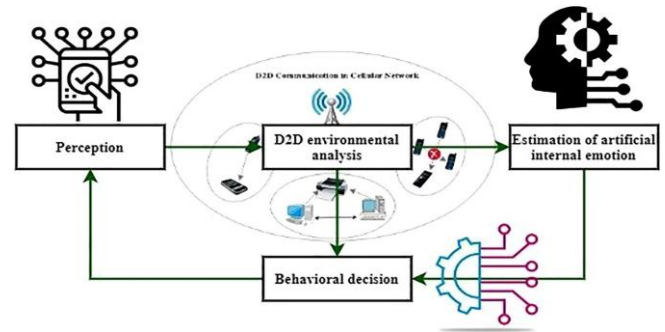 D2D Communication in Cellular Network
Perception
D2D environmental
analysis
Estimation of artificial
internal emotion
Behavioral decision